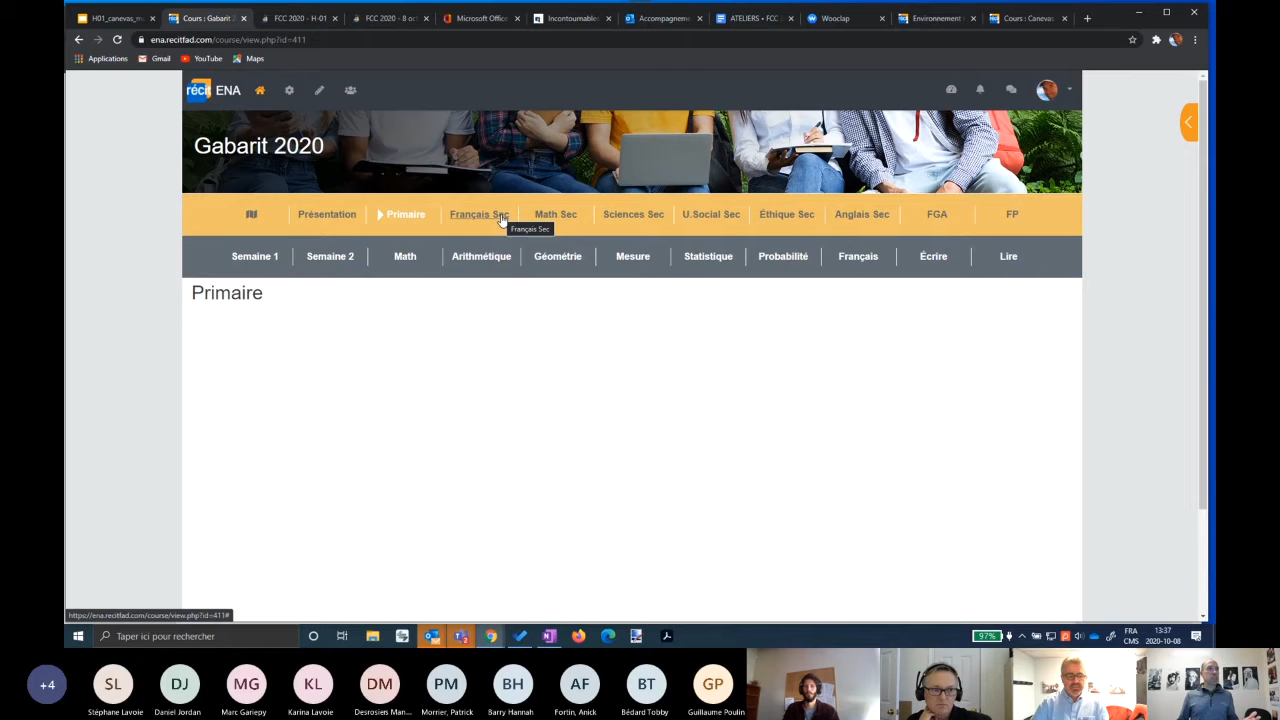 H01_canevas_m
Cours : Gabarit 2
FCC 2020 - H-01
FCC 2020 - 8 oct
Microsoft Office
Incontournables
Accompagneme
ATELIERS • FCC 2
Wooclap
Environnement
Cours : Canevas
ena.recitfad.com/course/view.php?id=411
Applications
Gmail
YouTube
Maps
récit ENA
Gabarit 2020
Présentation
Primaire
Français Sec
Math Sec
Sciences Sec
U.Social Sec
Éthique Sec
Anglais Sec
FGA
FP
Français Sec
Semaine 1
Semaine 2
Math
Arithmétique
Géométrie
Mesure
Statistique
Probabilité
Français
Écrire
Lire
Primaire
https://ena.recitfad.com/course/view.php?id=411#
Taper ici pour rechercher
97%
FRA
CMS
13:37
2020-10-08
+4
SL
DJ
MG
KL
DM
PM
BH
AF
BT
GP
Stéphane Lavoie
Daniel Jordan
Marc Gariepy
Karina Lavoie
Desrosiers Man...
Morrier, Patrick
Barry Hannah
Fortin, Anick
Bédard Tobby
Guillaume Poulin